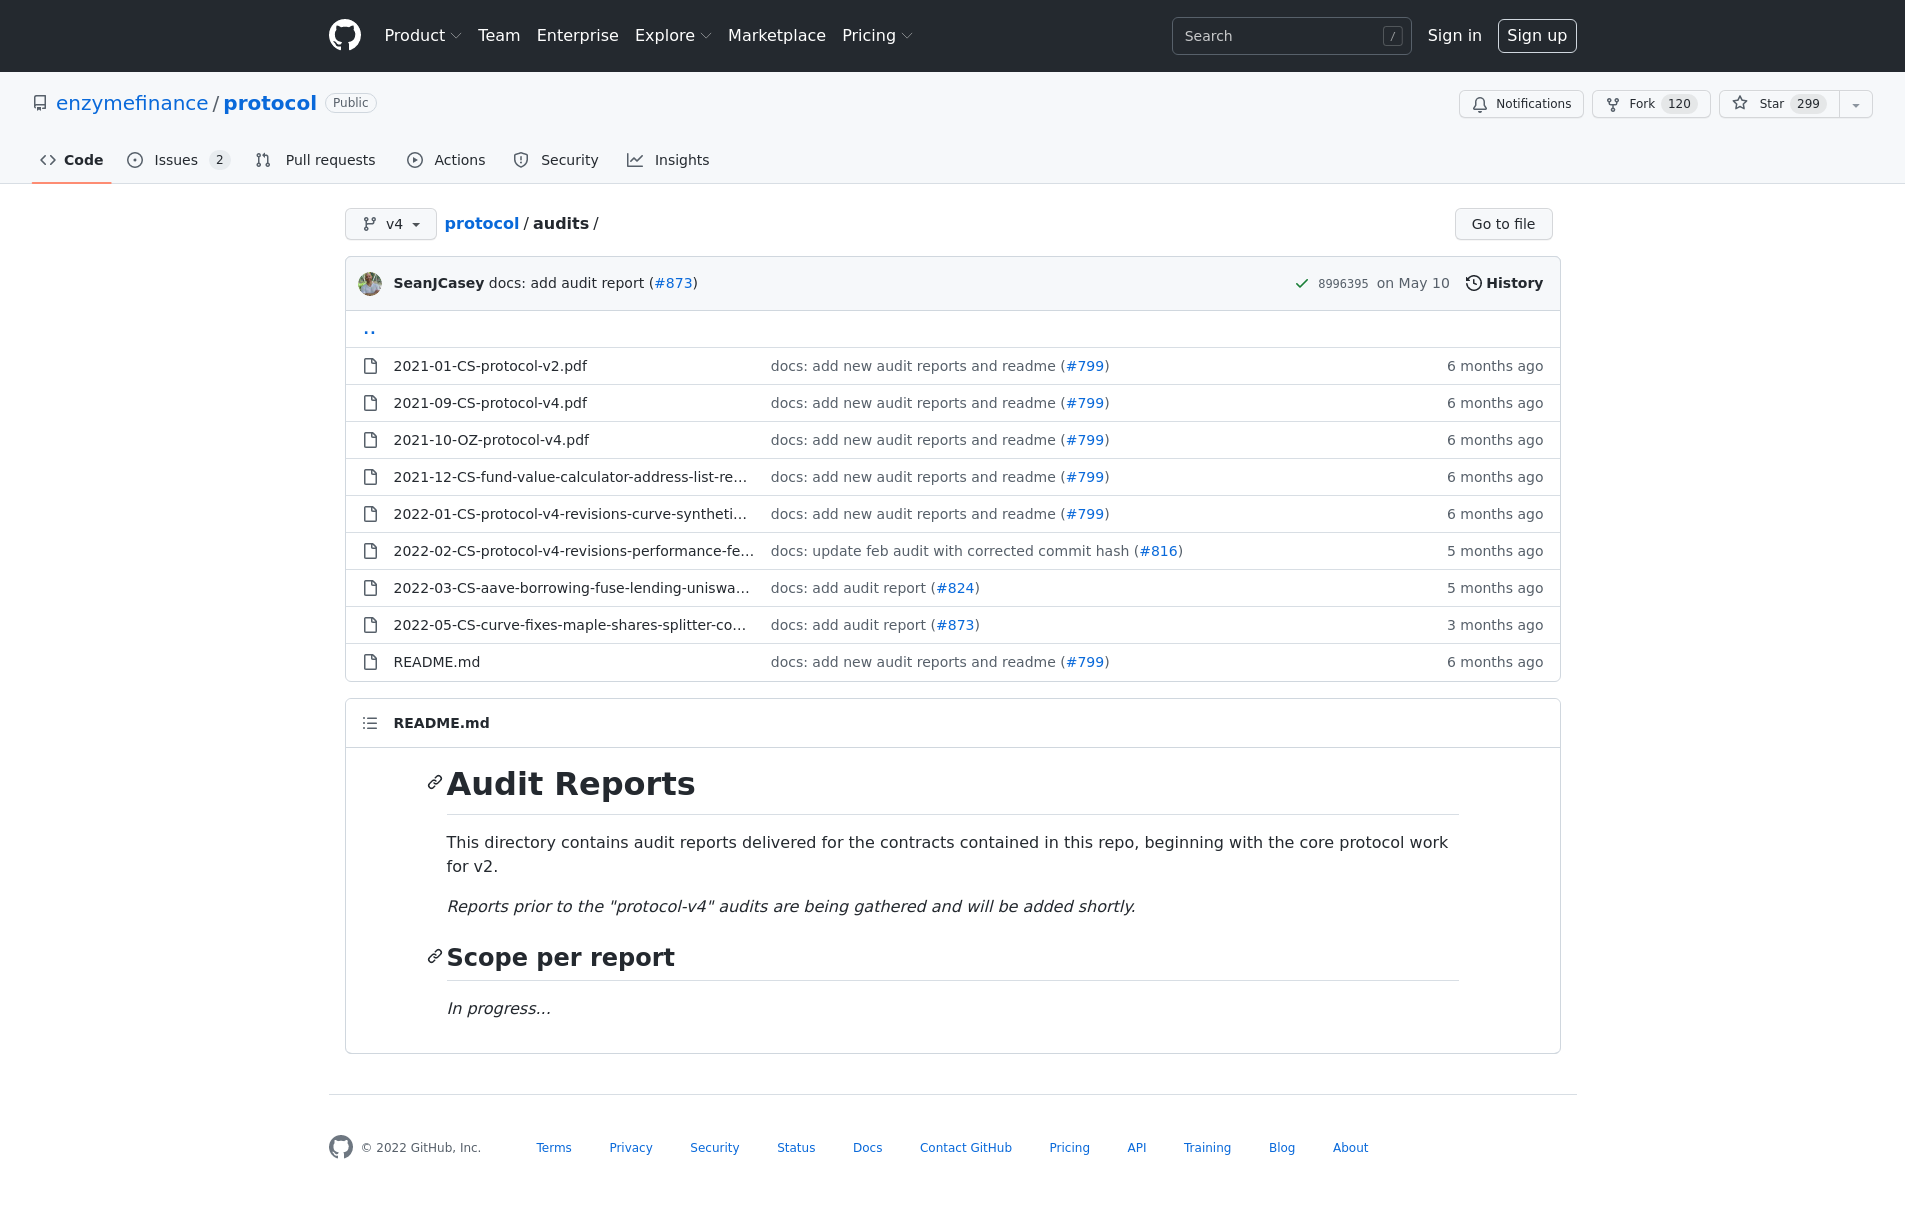 Product Team Enterprise Explore Marketplace Pricing Search / Sign in Sign up
enzymefinance / protocol Public Notifications Fork 120 Star 299
Code Issues 2 Pull requests Actions Security Insights
v4 protocol / audits / Go to file
SeanJCasey docs: add audit report (#873) 8996395 on May 10 History
..
2021-01-CS-protocol-v2.pdf docs: add new audit reports and readme (#799) 6 months ago
2021-09-CS-protocol-v4.pdf docs: add new audit reports and readme (#799) 6 months ago
2021-10-OZ-protocol-v4.pdf docs: add new audit reports and readme (#799) 6 months ago
2021-12-CS-fund-value-calculator-address-list-re… docs: add new audit reports and readme (#799) 6 months ago
2022-01-CS-protocol-v4-revisions-curve-syntheti… docs: add new audit reports and readme (#799) 6 months ago
2022-02-CS-protocol-v4-revisions-performance-fe… docs: update feb audit with corrected commit hash (#816) 5 months ago
2022-03-CS-aave-borrowing-fuse-lending-uniswa… docs: add audit report (#824) 5 months ago
2022-05-CS-curve-fixes-maple-shares-splitter-co… docs: add audit report (#873) 3 months ago
README.md docs: add new audit reports and readme (#799) 6 months ago
README.md
Audit Reports
This directory contains audit reports delivered for the contracts contained in this repo, beginning with the core protocol work
for v2.
Reports prior to the "protocol-v4" audits are being gathered and will be added shortly.
Scope per report
In progress...
© 2022 GitHub, Inc. Terms Privacy Security Status Docs Contact GitHub Pricing API Training Blog About